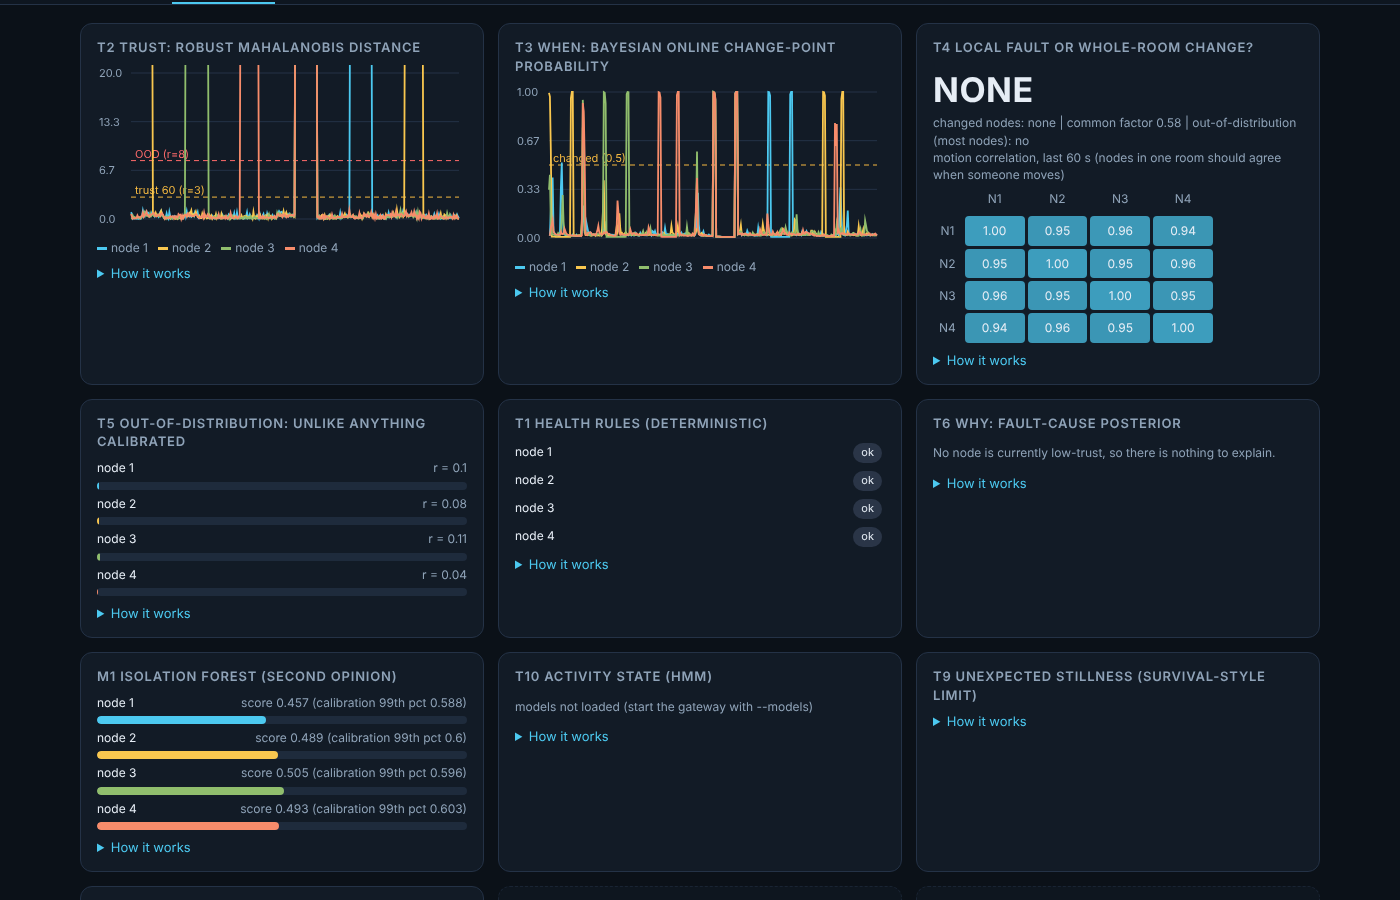 T2 TRUST: ROBUST MAHALANOBIS DISTANCE
20.0
13.3
OOD (r=8)
6.7
trust 60 (r=3)
0.0
node 1 node 2 node 3 node 4
How it works
T3 WHEN: BAYESIAN ONLINE CHANGE-POINT
PROBABILITY
1.00
0.67
changed (0.5)
0.33
0.00
node 1 node 2 node 3 node 4
How it works
T4 LOCAL FAULT OR WHOLE-ROOM CHANGE?
NONE
changed nodes: none | common factor 0.58 | out-of-distribution
(most nodes): no
motion correlation, last 60 s (nodes in one room should agree
when someone moves)
N1 N2 N3 N4
N1 1.00 0.95 0.96 0.94
N2 0.95 1.00 0.95 0.96
N3 0.96 0.95 1.00 0.95
N4 0.94 0.96 0.95 1.00
How it works
T5 OUT-OF-DISTRIBUTION: UNLIKE ANYTHING
CALIBRATED
node 1 r = 0.1
node 2 r = 0.08
node 3 r = 0.11
node 4 r = 0.04
How it works
T1 HEALTH RULES (DETERMINISTIC)
node 1 ok
node 2 ok
node 3 ok
node 4 ok
How it works
T6 WHY: FAULT-CAUSE POSTERIOR
No node is currently low-trust, so there is nothing to explain.
How it works
M1 ISOLATION FOREST (SECOND OPINION)
node 1 score 0.457 (calibration 99th pct 0.588)
node 2 score 0.489 (calibration 99th pct 0.6)
node 3 score 0.505 (calibration 99th pct 0.596)
node 4 score 0.493 (calibration 99th pct 0.603)
How it works
T10 ACTIVITY STATE (HMM)
models not loaded (start the gateway with --models)
How it works
T9 UNEXPECTED STILLNESS (SURVIVAL-STYLE
LIMIT)
How it works